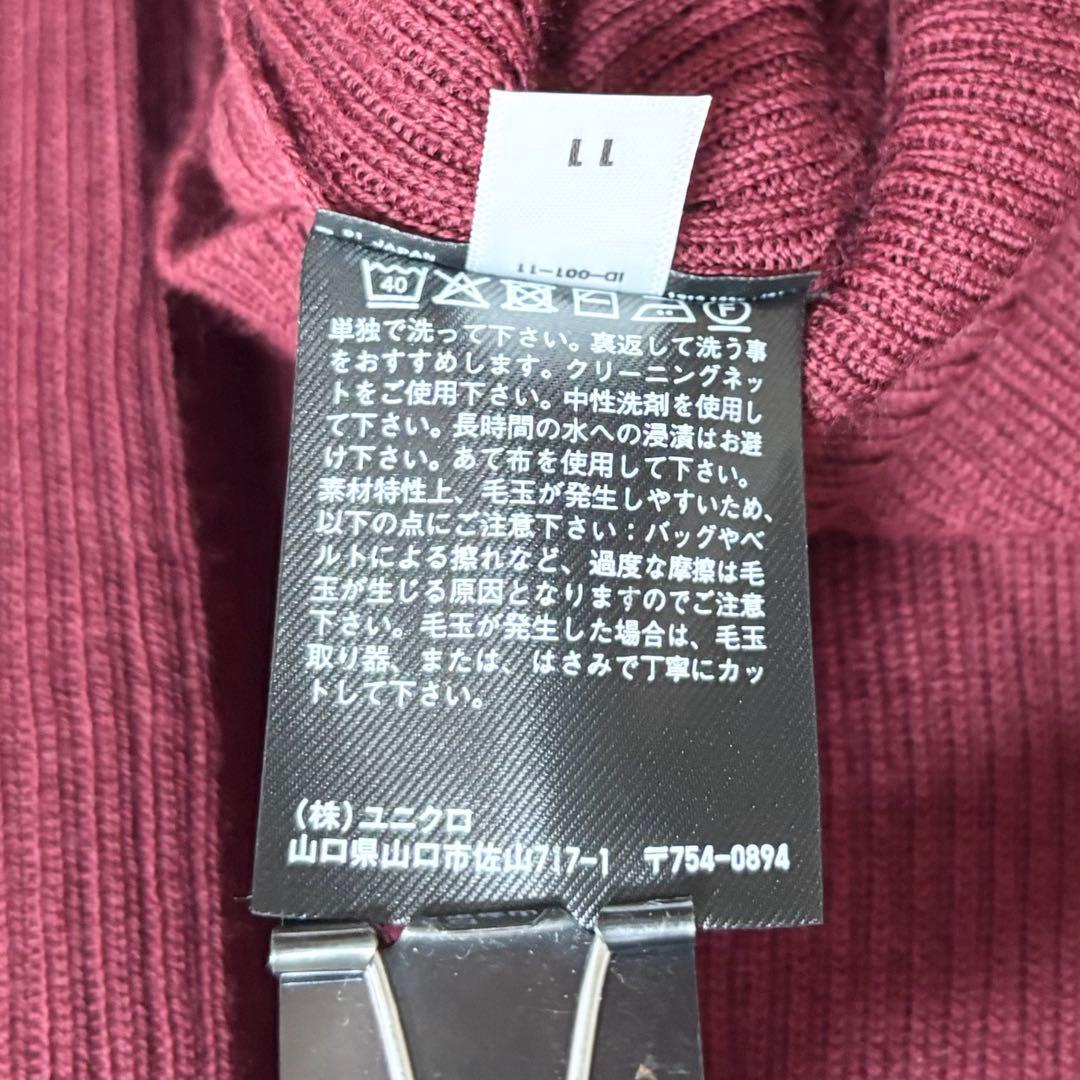 LL
ID-001-11
01 JAPAN
40
F
単独で洗って下さい。裏返して洗う事
をおすすめします。クリーニングネッ
トをご使用下さい。中性洗剤を使用し
て下さい。長時間の水への浸漬はお避
け下さい。あて布を使用して下さい。
素材特性上、毛玉が発生しやすいため、
以下の点にご注意下さい：バッグやベ
ルトによる擦れなど、過度な摩擦は毛
玉が生じる原因となりますのでご注意
下さい。毛玉が発生した場合は、毛玉
取り器、または、はさみで丁寧にカッ
トして下さい。
(株)ユニクロ
山口県山口市佐山717-1 〒754-0894